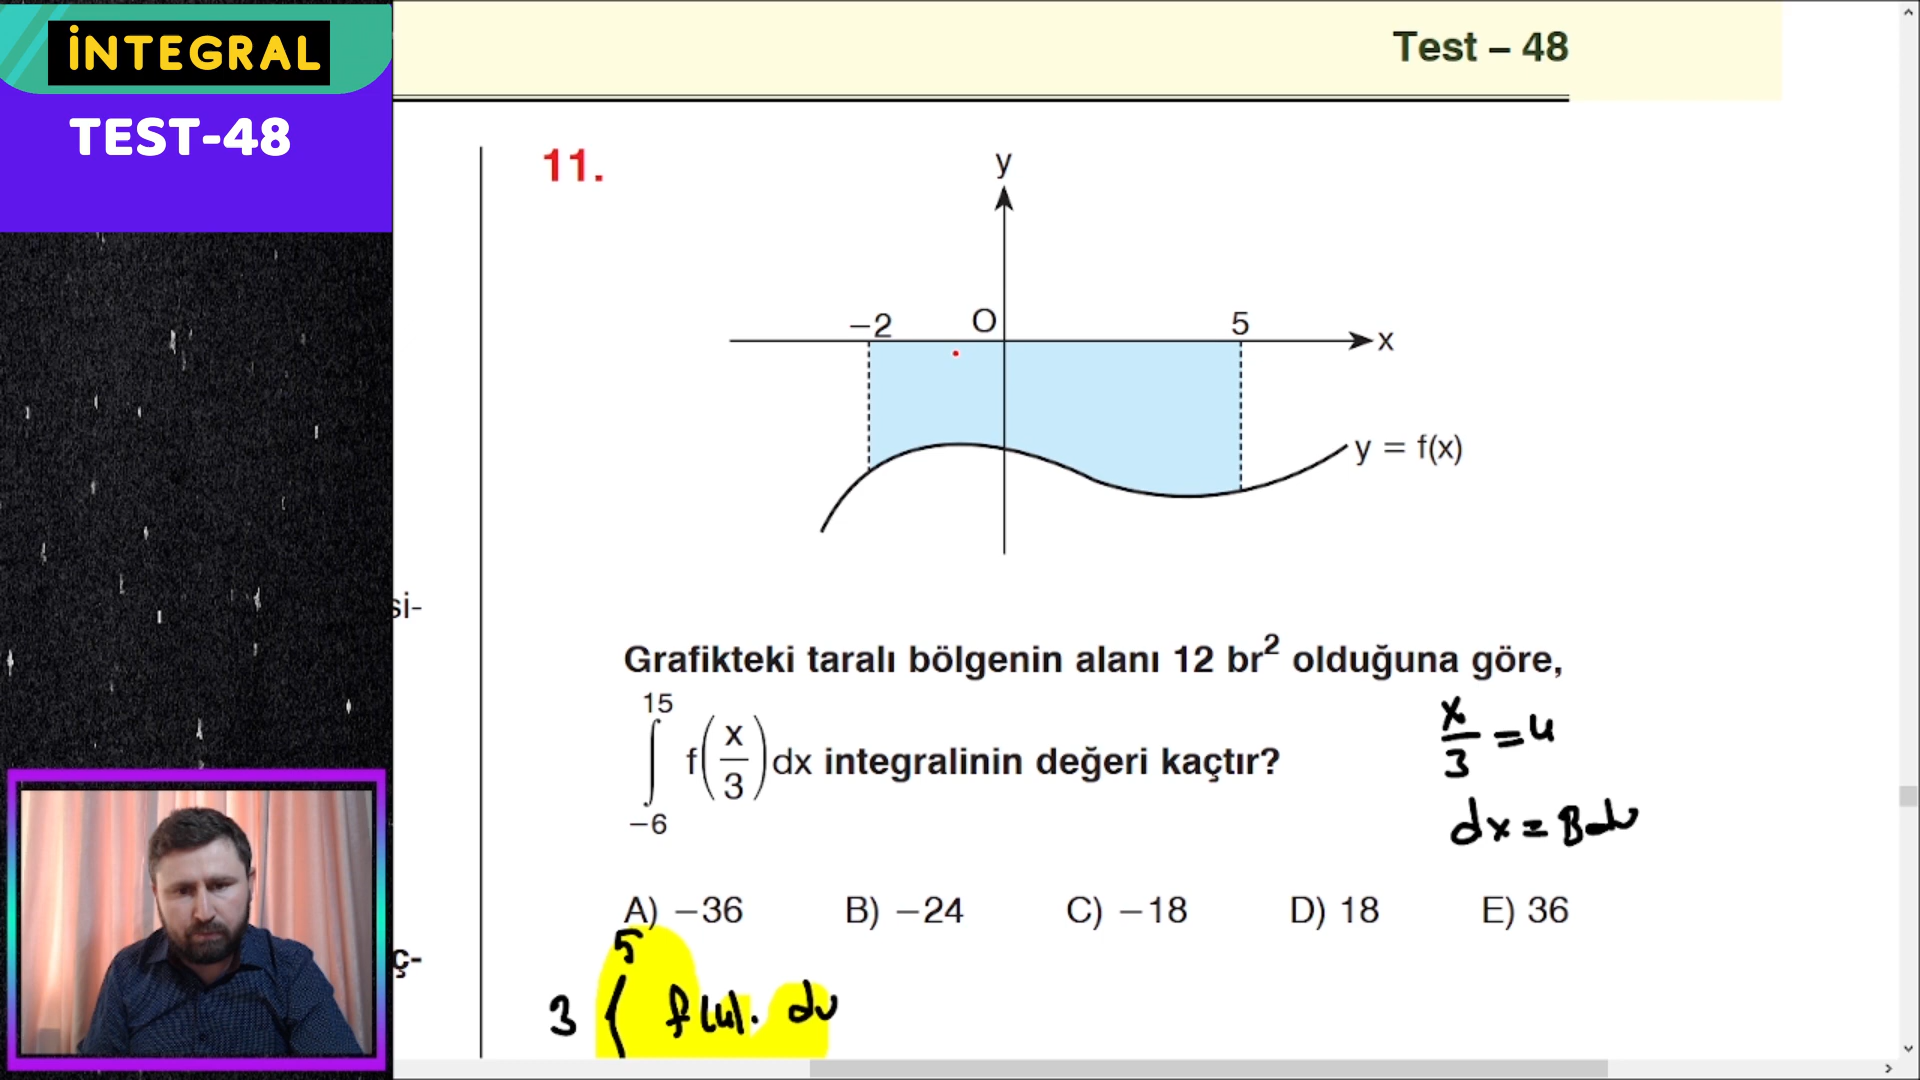 İNTEGRAL
TEST-48
Test – 48
si-
ç-
11.
y
−2 O 5 x
y = f(x)
Grafikteki taralı bölgenin alanı 12 br² olduğuna göre,
15
∫ f(x/3) dx integralinin değeri kaçtır?
−6
x/3 = u
dx = 3du
A) −36 B) −24 C) −18 D) 18 E) 36
5
3 ∫ f(u). du